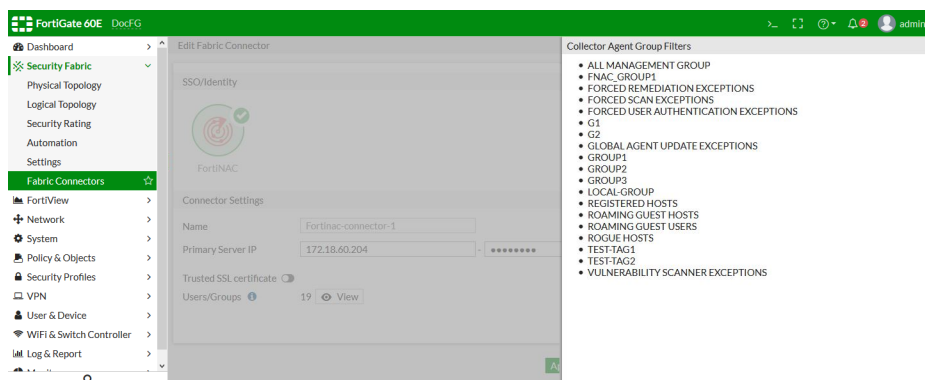 FortiGate 60E DocFG
>_ 2 admin
Dashboard
Security Fabric
Physical Topology
Logical Topology
Security Rating
Automation
Settings
Fabric Connectors
FortiView
Network
System
Policy & Objects
Security Profiles
VPN
User & Device
WiFi & Switch Controller
Log & Report
Edit Fabric Connector
SSO/Identity
FortiNAC
Connector Settings
Name Fortinac-connector-1
Primary Server IP 172.18.60.204 - ••••••••
Trusted SSL certificate
Users/Groups 19 View
Collector Agent Group Filters
• ALL MANAGEMENT GROUP
• FNAC_GROUP1
• FORCED REMEDIATION EXCEPTIONS
• FORCED SCAN EXCEPTIONS
• FORCED USER AUTHENTICATION EXCEPTIONS
• G1
• G2
• GLOBAL AGENT UPDATE EXCEPTIONS
• GROUP1
• GROUP2
• GROUP3
• LOCAL-GROUP
• REGISTERED HOSTS
• ROAMING GUEST HOSTS
• ROAMING GUEST USERS
• ROGUE HOSTS
• TEST-TAG1
• TEST-TAG2
• VULNERABILITY SCANNER EXCEPTIONS